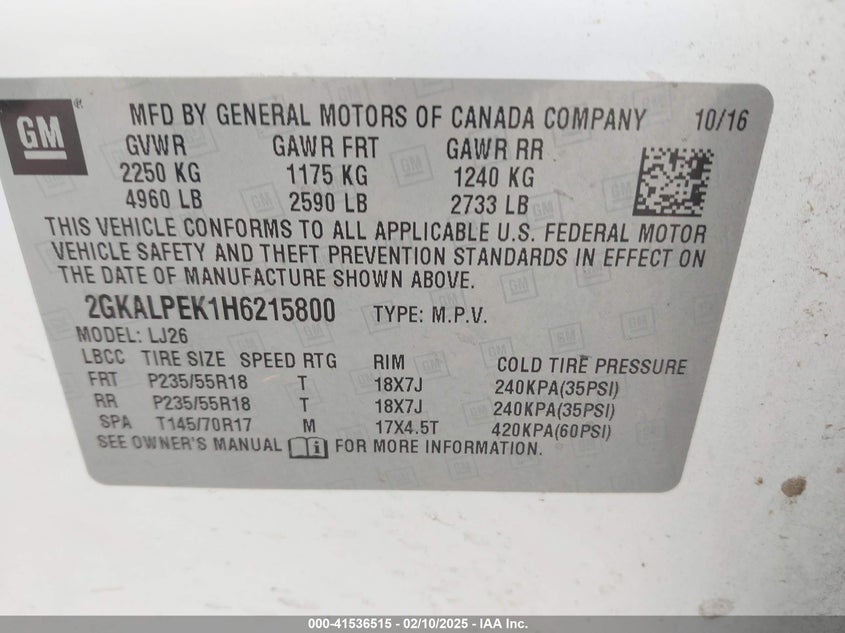 GM ®
MFD BY GENERAL MOTORS OF CANADA COMPANY 10/16
GVWR GAWR FRT GAWR RR
2250 KG 1175 KG 1240 KG
4960 LB 2590 LB 2733 LB
THIS VEHICLE CONFORMS TO ALL APPLICABLE U.S. FEDERAL MOTOR
VEHICLE SAFETY AND THEFT PREVENTION STANDARDS IN EFFECT ON
THE DATE OF MANUFACTURE SHOWN ABOVE.
2GKALPEK1H6215800 TYPE: M.P.V.
MODEL: LJ26
LBCC TIRE SIZE SPEED RTG RIM COLD TIRE PRESSURE
FRT P235/55R18 T 18X7J 240KPA(35PSI)
RR P235/55R18 T 18X7J 240KPA(35PSI)
SPA T145/70R17 M 17X4.5T 420KPA(60PSI)
SEE OWNER'S MANUAL FOR MORE INFORMATION.
000-41536515 - 02/10/2025 - IAA Inc.